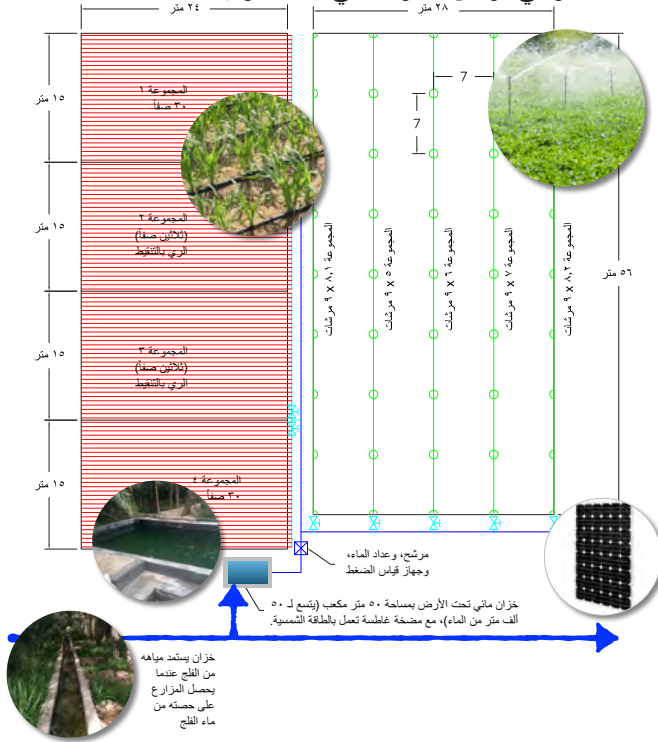 ٢٤ متر
٢٨ متر
المجموعة ١
٣٠ صفاً
١٥ متر
7
7
المجموعة ٢
(ثلاثين صفاً)
الري بالتنقيط
١٥ متر
المجموعة ٨,١ x ٩ مرشات
المجموعة ٥ x ٩ مرشات
المجموعة ٦ x ٩ مرشات
المجموعة ٧ x ٩ مرشات
المجموعة ٨,٢ x ٩ مرشات
٥٦ متر
المجموعة ٣
(ثلاثين صفاً)
الري بالتنقيط
١٥ متر
المجموعة ٤
٣٠ صفاً
١٥ متر
مرشح، وعداد الماء،
وجهاز قياس الضغط
خزان مائي تحت الأرض بمساحة ٥٠ متر مكعب (يتسع لـ ٥٠
ألف متر من الماء)، مع مضخة غاطسة تعمل بالطاقة الشمسية.
خزان يستمد مياهه
من الفلج عندما
يحصل المزارع
على حصته من
ماء الفلج